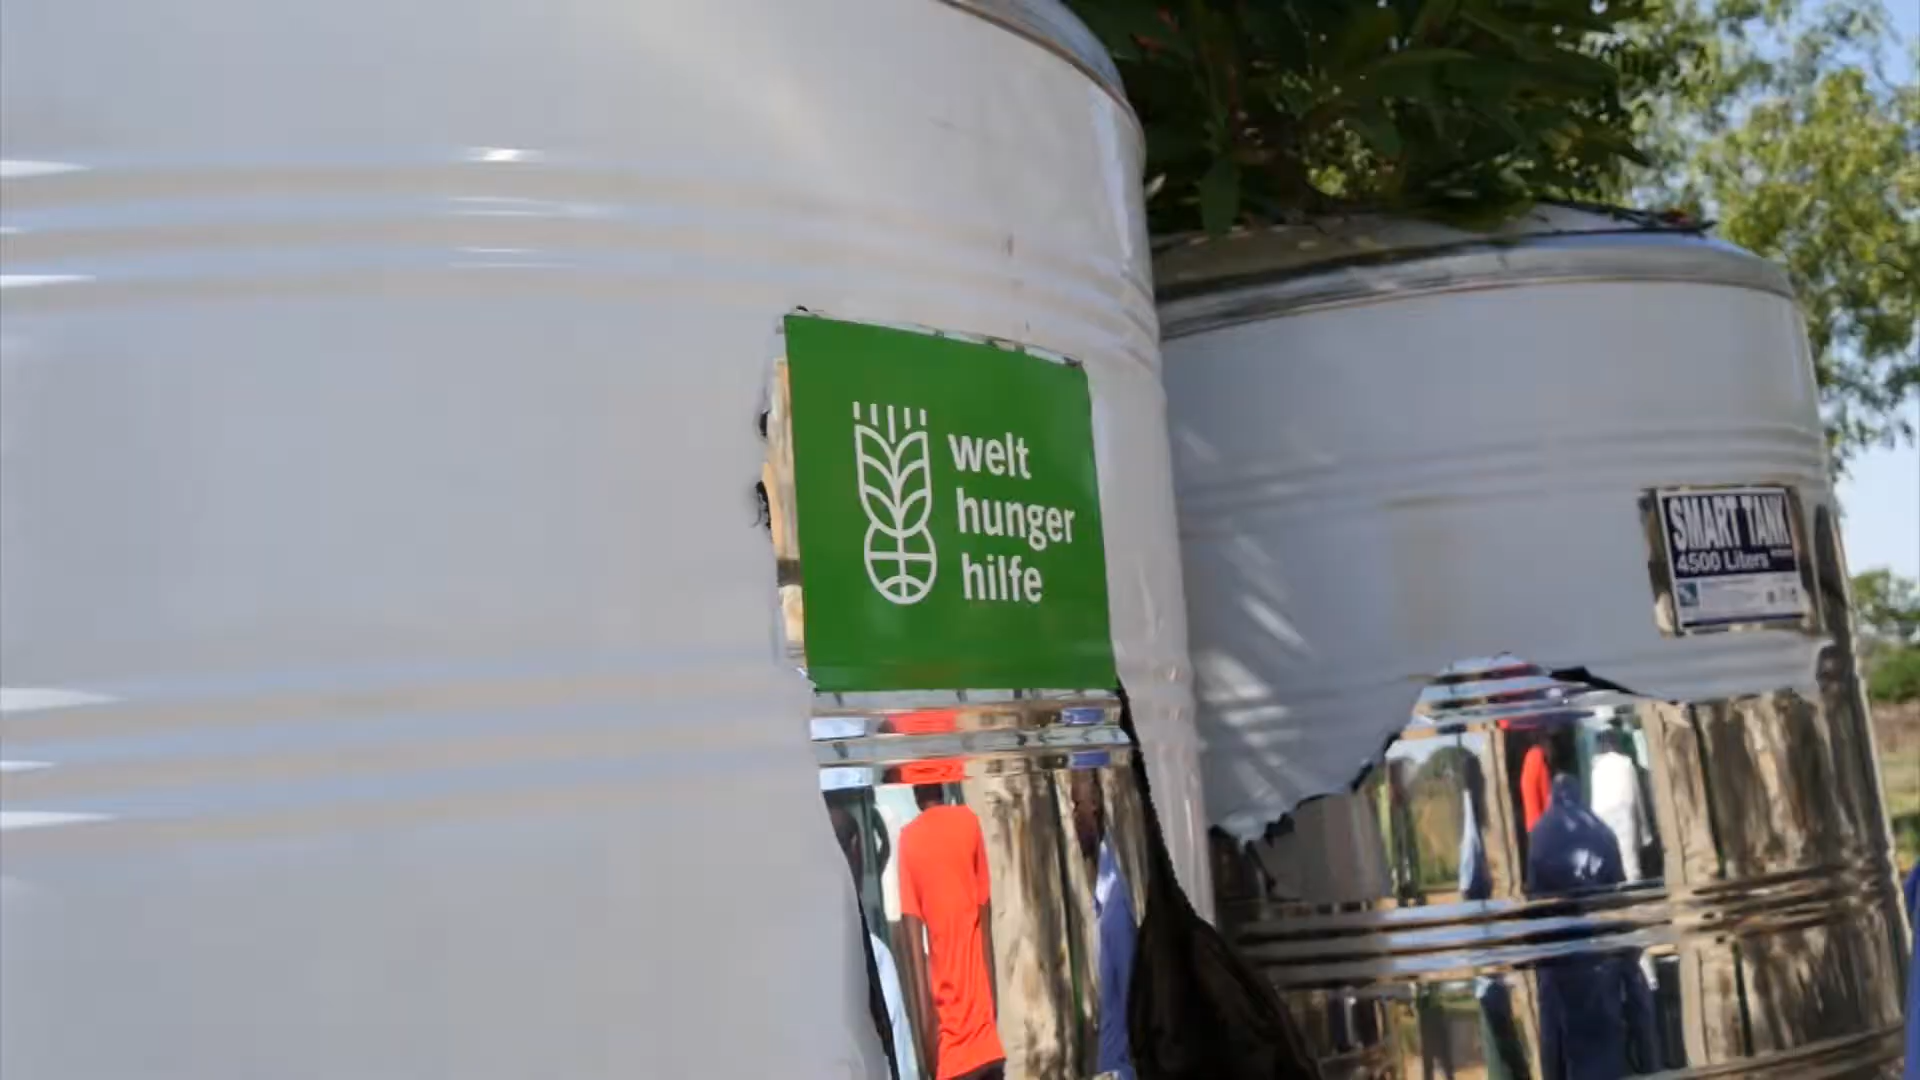 welt
hunger
hilfe
SMART TANK
4500 Liters